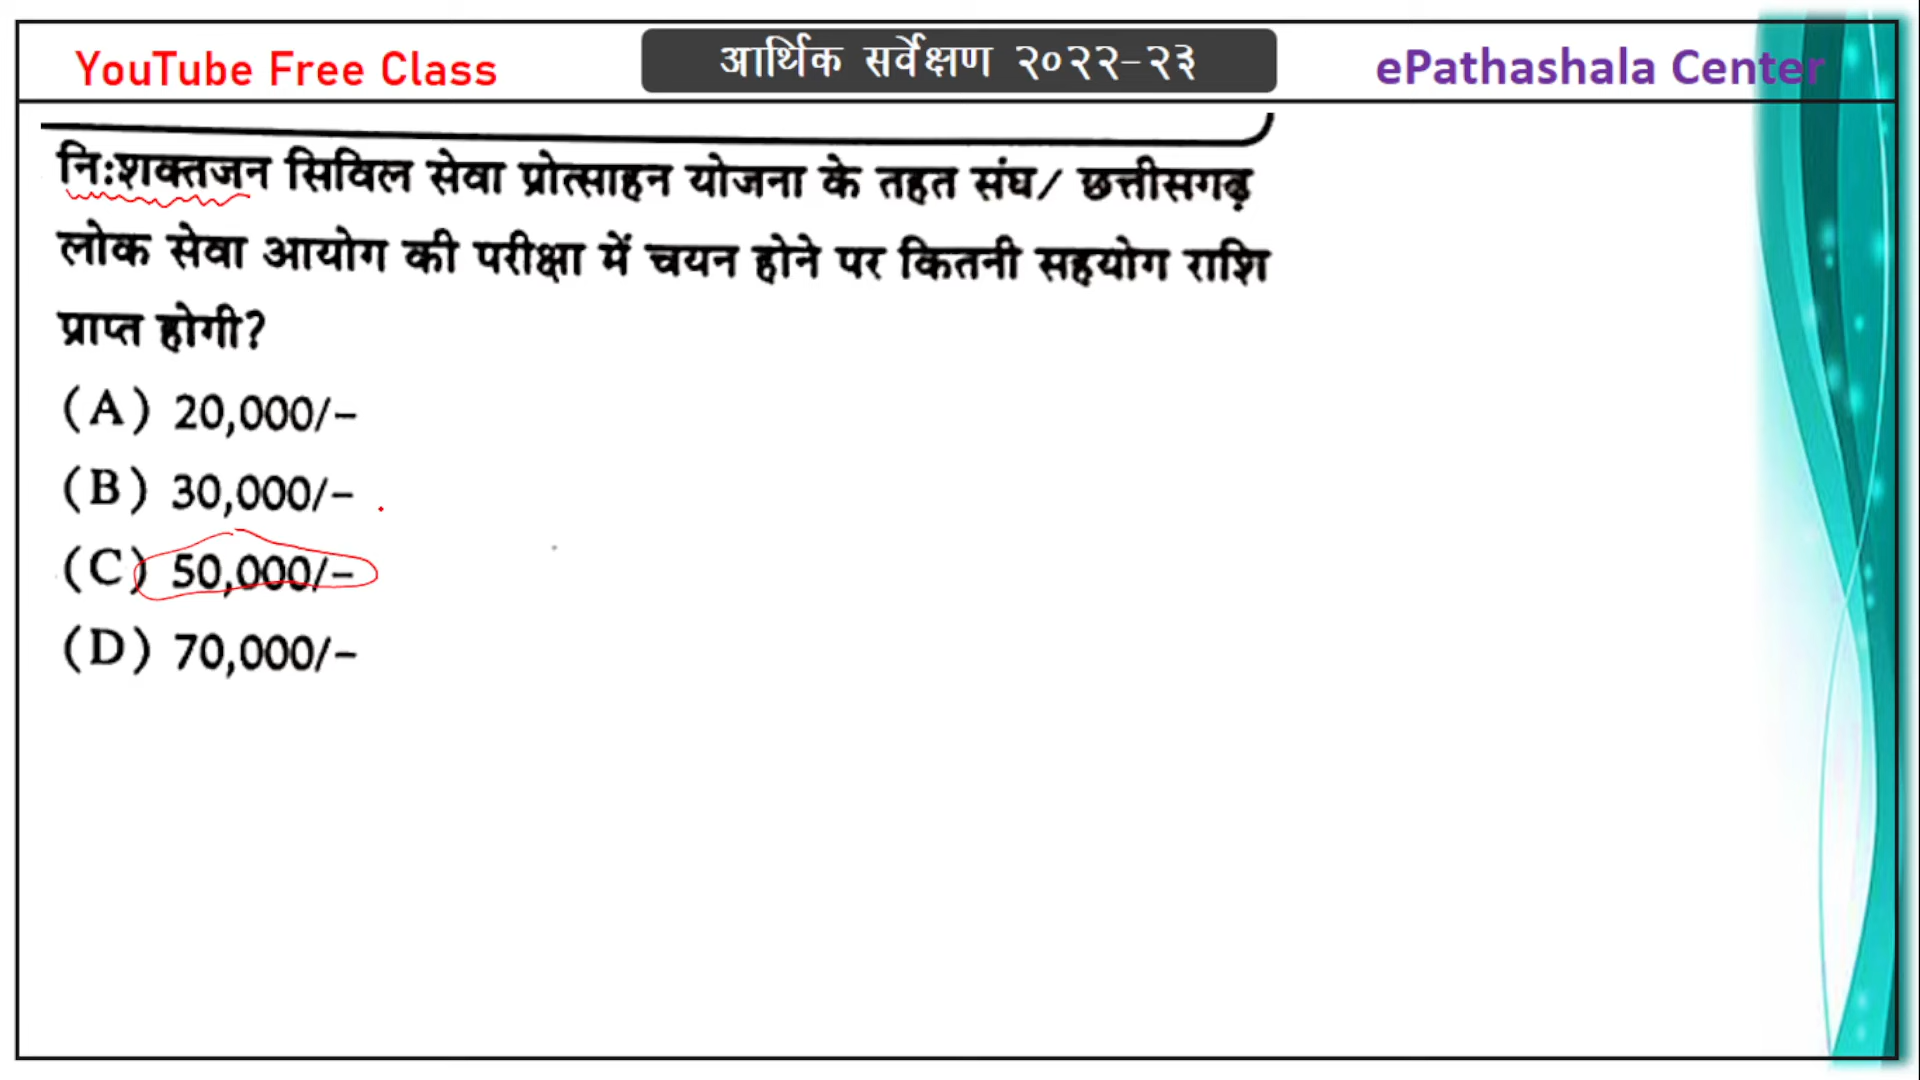 YouTube Free Class
आर्थिक सर्वेक्षण २०२२-२३
ePathashala Center
निःशक्तजन सिविल सेवा प्रोत्साहन योजना के तहत संघ/ छत्तीसगढ़
लोक सेवा आयोग की परीक्षा में चयन होने पर कितनी सहयोग राशि
प्राप्त होगी?
(A) 20,000/-
(B) 30,000/-
(C) 50,000/-
(D) 70,000/-